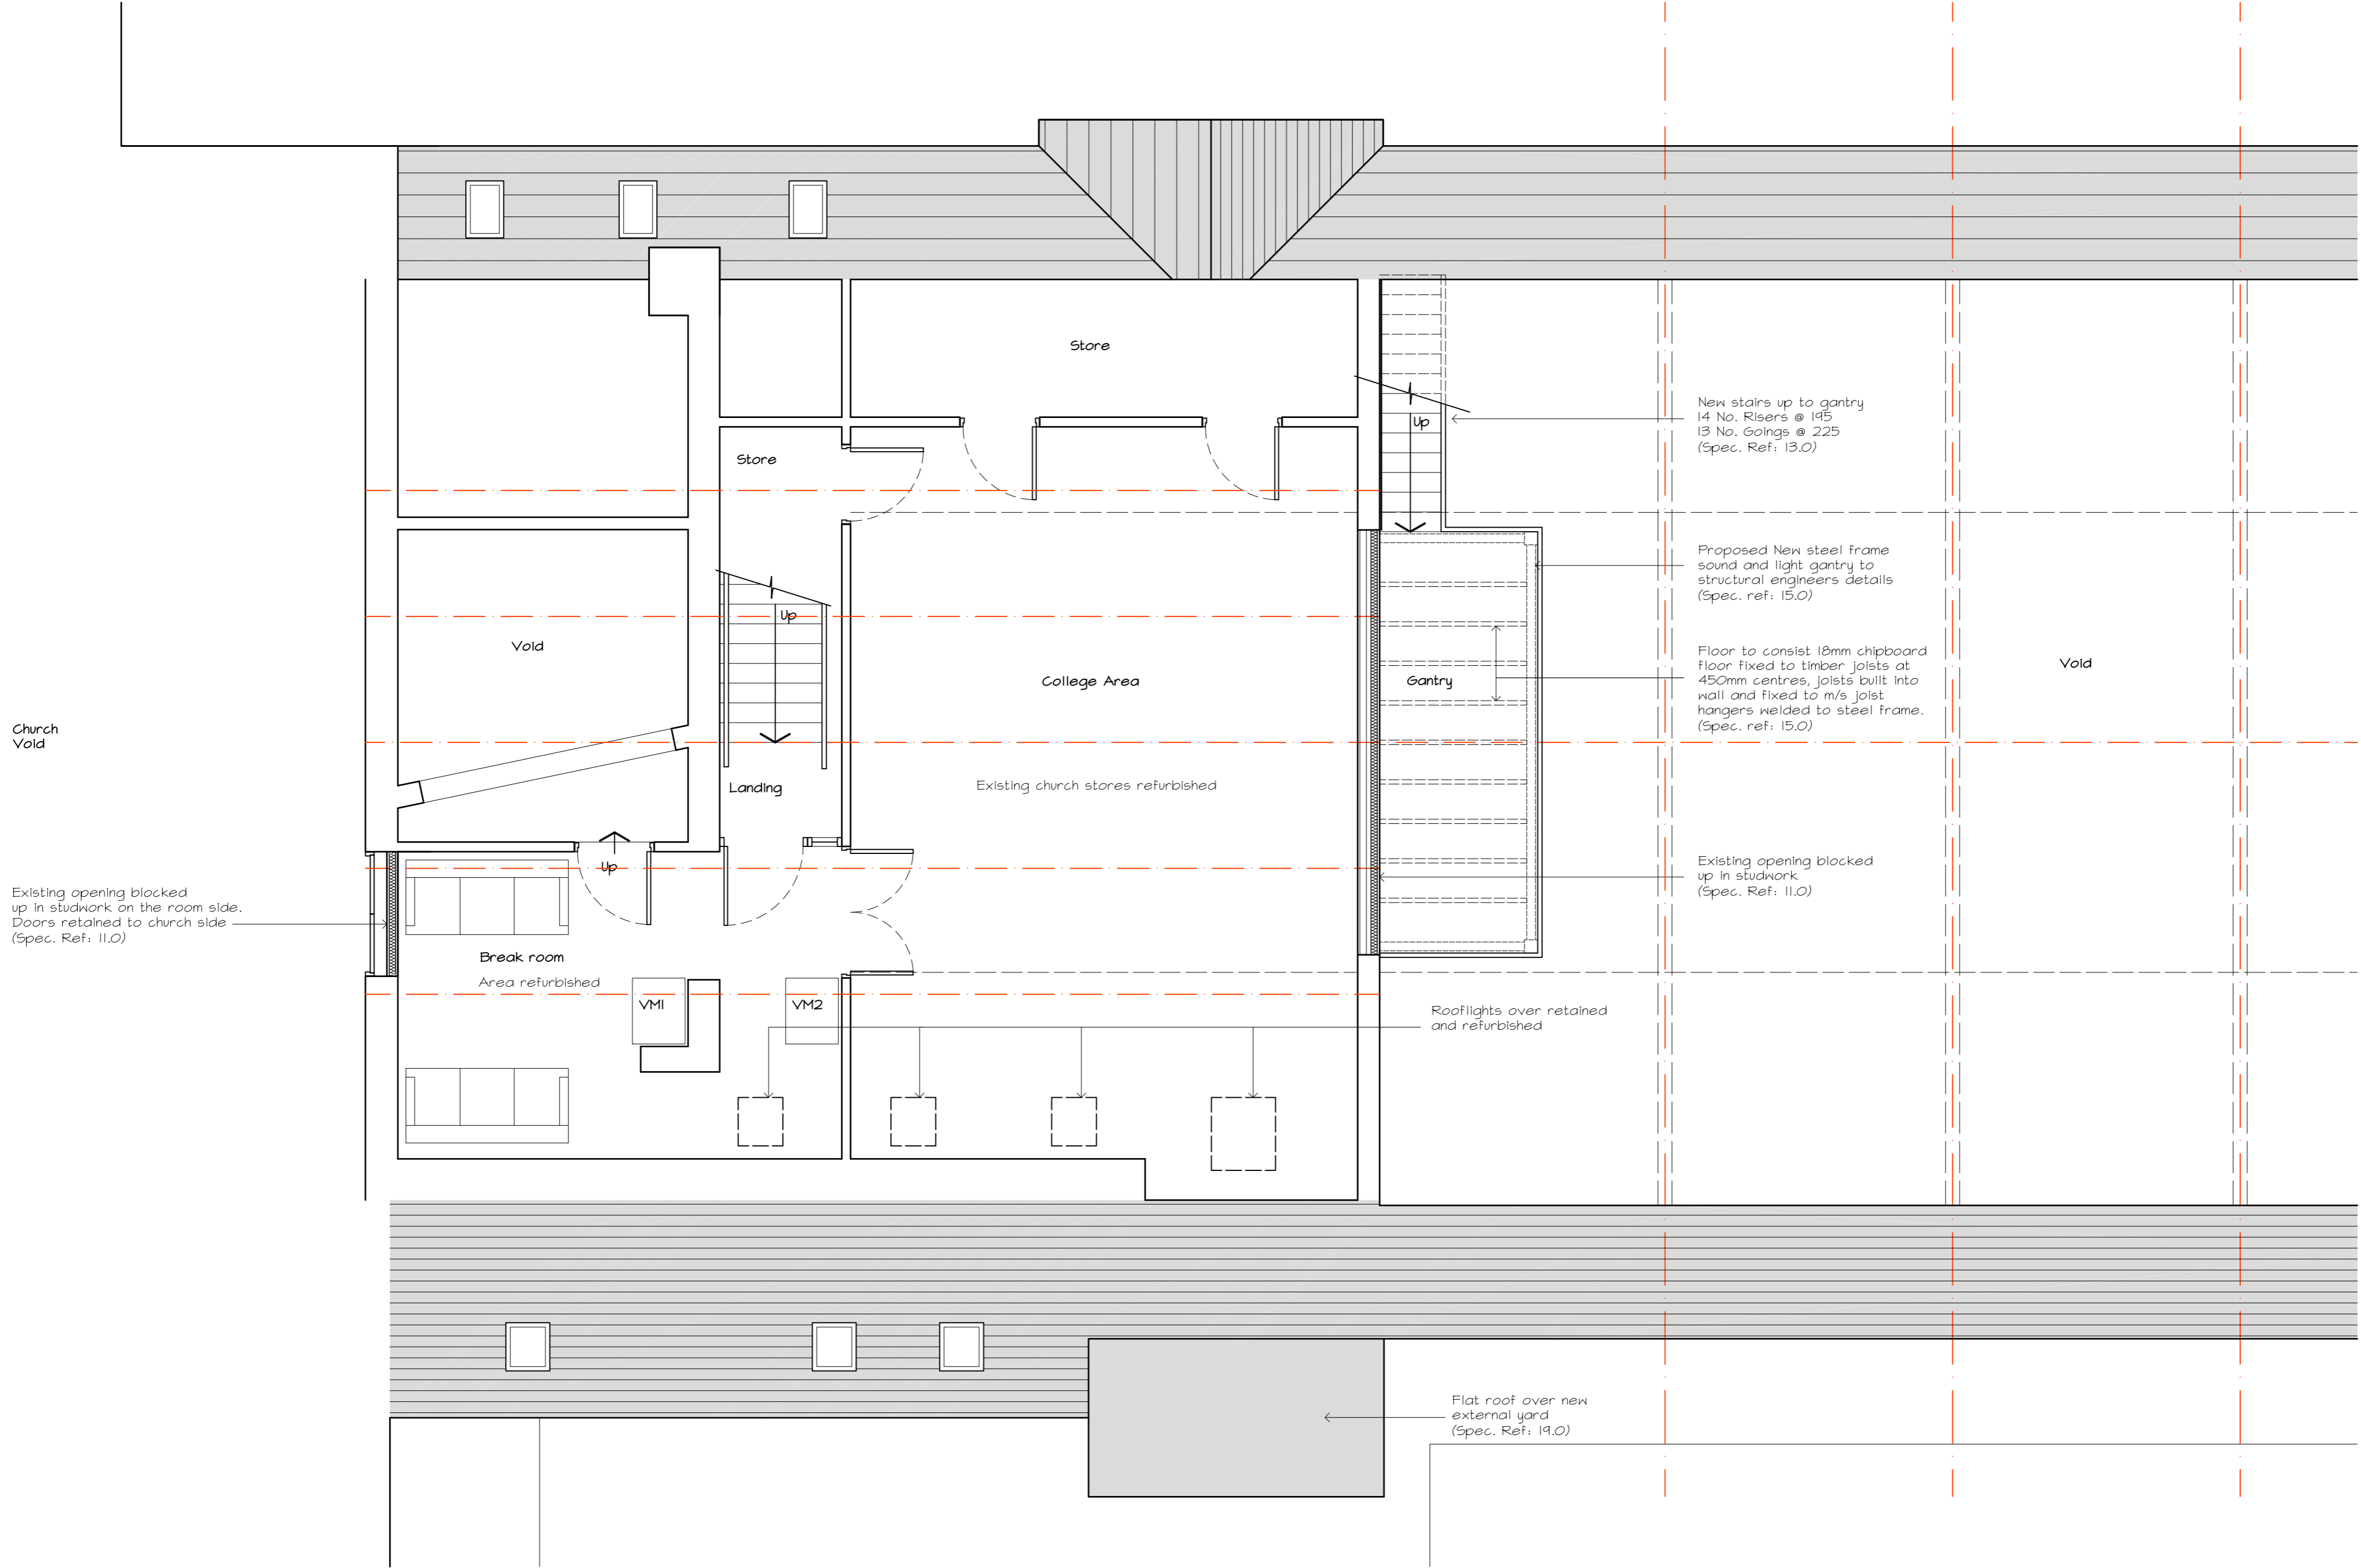 Store
New stairs up to gantry
14 No. Risers @ 195
13 No. Goings @ 225
(Spec. Ref: 13.0)
Up
Store
Proposed New steel frame
sound and light gantry to
structural engineers details
(Spec. ref: 15.0)
Up
Void
Floor to consist 18mm chipboard
floor fixed to timber joists at
450mm centres, joists built into
wall and fixed to m/s joist
hangers welded to steel frame.
(Spec. ref: 15.0)
Void
College Area
Gantry
Church
Void
Landing
Existing church stores refurbished
Up
Existing opening blocked
up in studwork
(Spec. Ref: 11.0)
Existing opening blocked
up in studwork on the room side.
Doors retained to church side
(Spec. Ref: 11.0)
Break room
Area refurbished
VM1
VM2
Rooflights over retained
and refurbished
Flat roof over new
external yard
(Spec. Ref: 19.0)